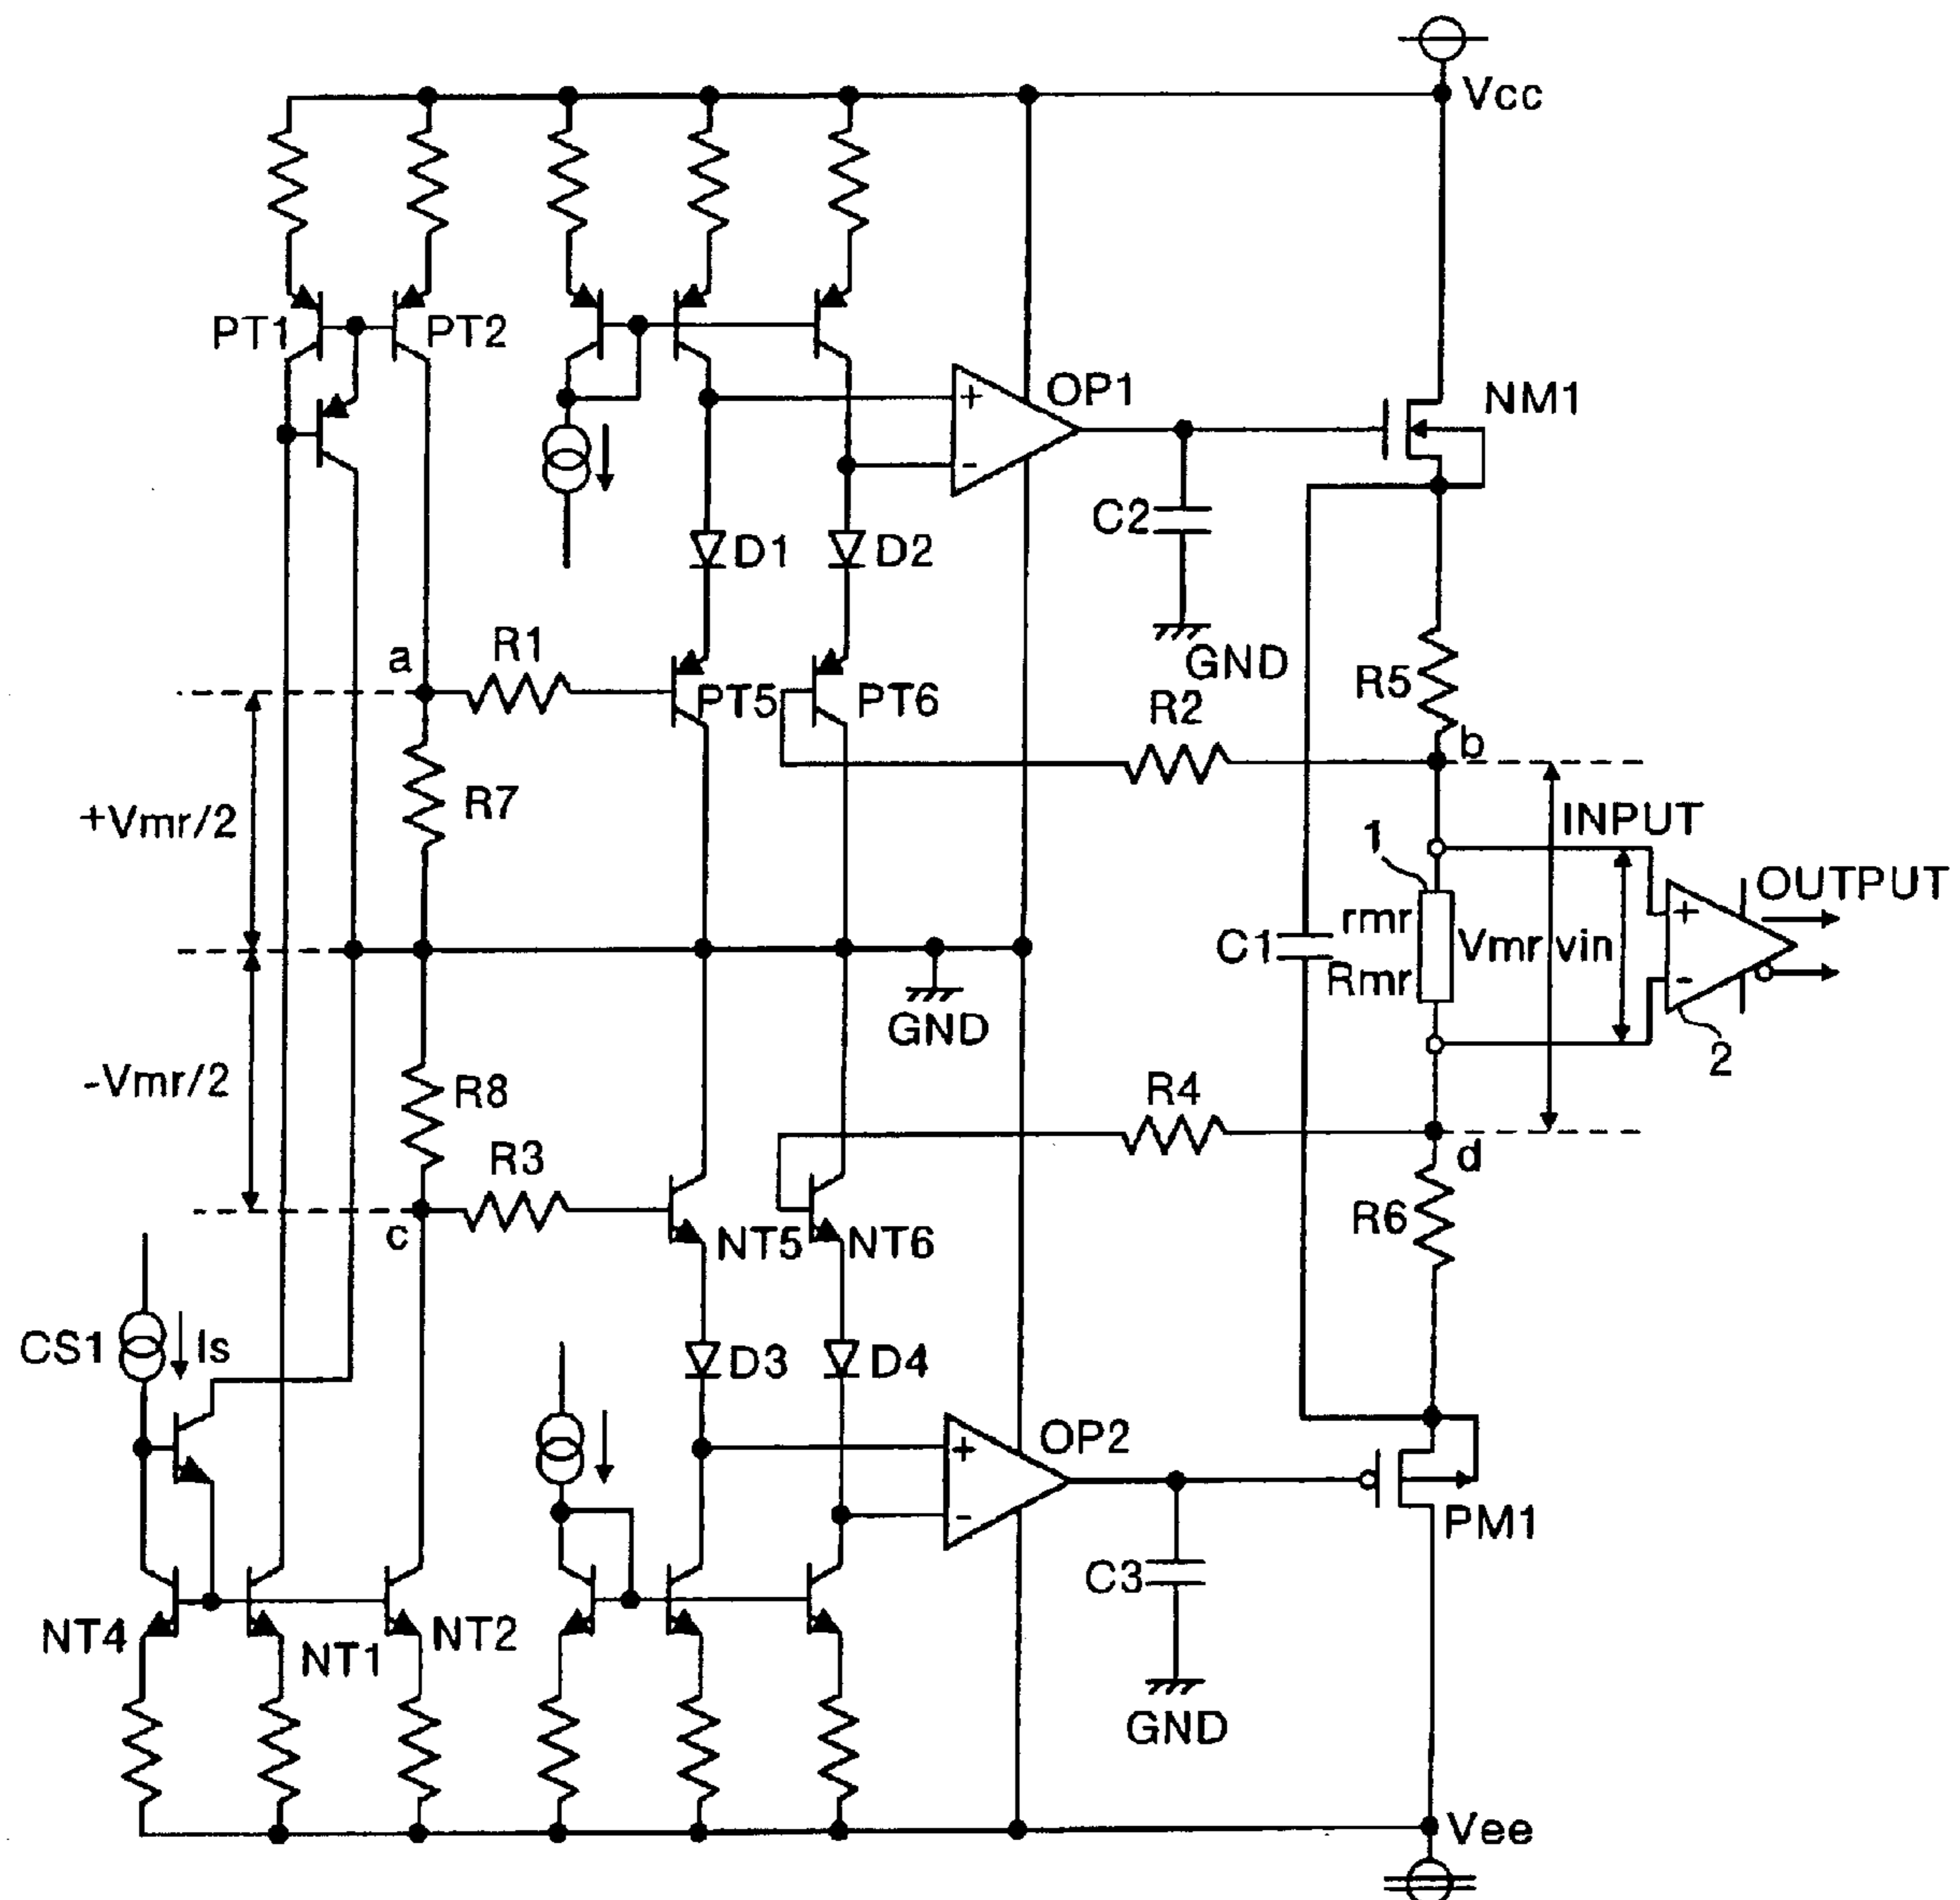 Vcc
PT1
PT2
+
OP1
-
NM1
C2
D1
D2
GND
a
R1
PT5
PT6
R2
R5
b
R7
+Vmr/2
INPUT
1
OUTPUT
rmr
Rmr
Vmr
vin
+
-
C1
GND
2
-Vmr/2
R8
R4
R3
d
c
NT5
NT6
R6
CS1
Is
D3
D4
+
OP2
-
PM1
C3
NT4
NT1
NT2
GND
Vee